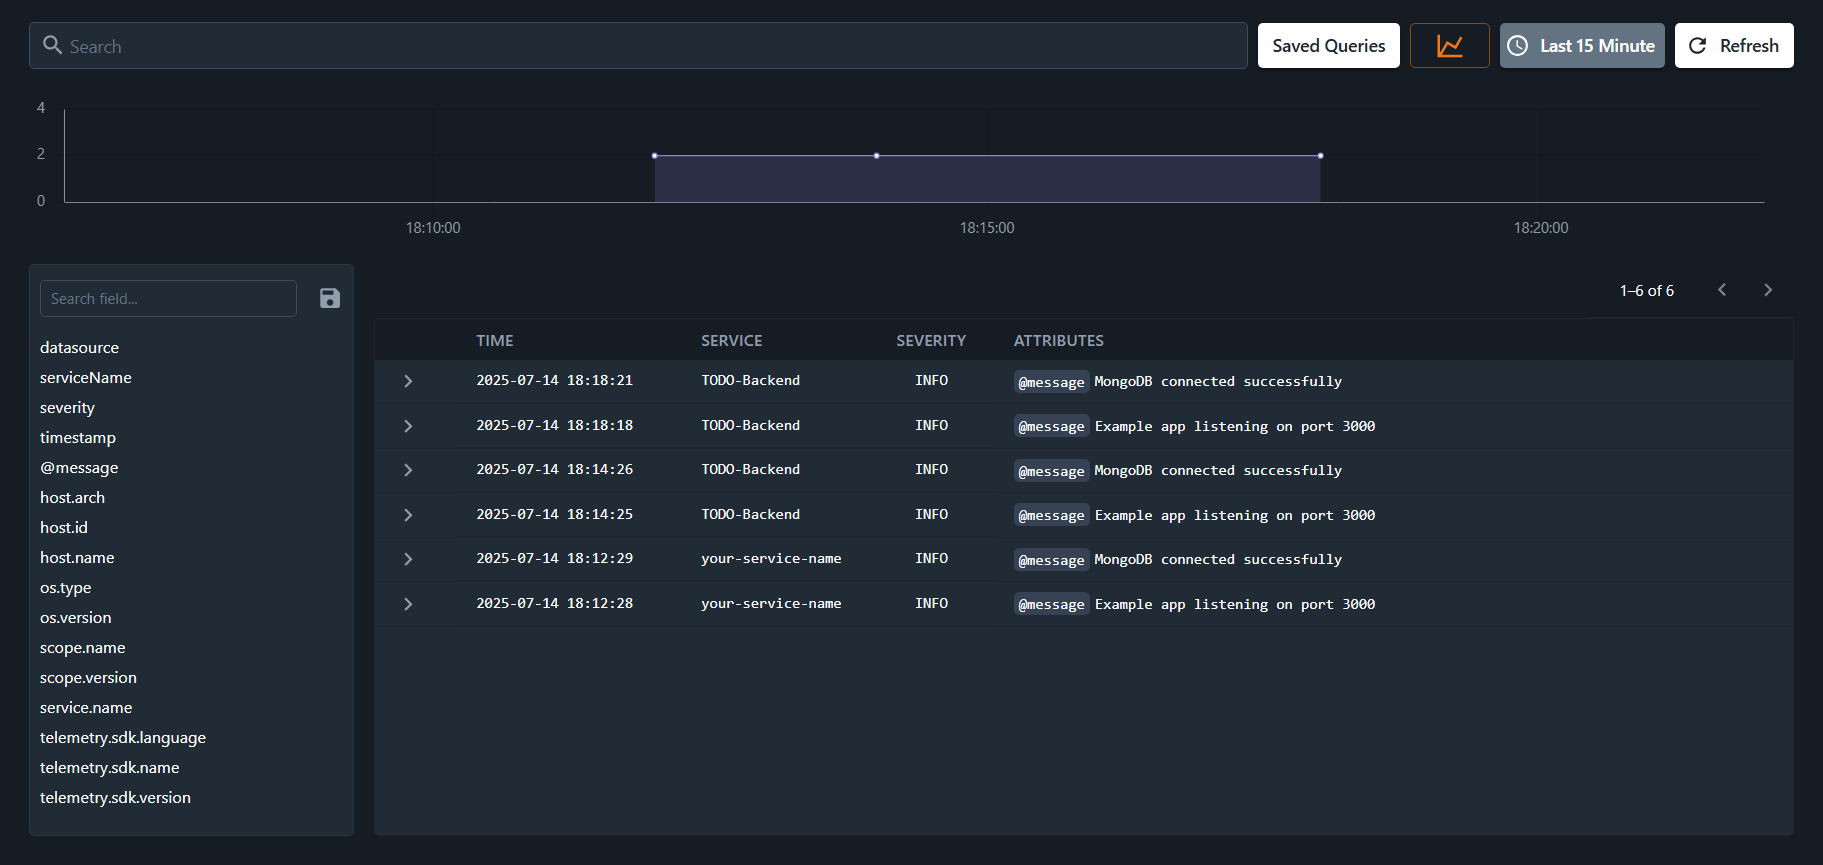 Search
Saved Queries
Last 15 Minute
Refresh
4
2
0
18:10:00
18:15:00
18:20:00
Search field...
datasource
serviceName
severity
timestamp
@message
host.arch
host.id
host.name
os.type
os.version
scope.name
scope.version
service.name
telemetry.sdk.language
telemetry.sdk.name
telemetry.sdk.version
1–6 of 6
TIME SERVICE SEVERITY ATTRIBUTES
2025-07-14 18:18:21 TODO-Backend INFO @message MongoDB connected successfully
2025-07-14 18:18:18 TODO-Backend INFO @message Example app listening on port 3000
2025-07-14 18:14:26 TODO-Backend INFO @message MongoDB connected successfully
2025-07-14 18:14:25 TODO-Backend INFO @message Example app listening on port 3000
2025-07-14 18:12:29 your-service-name INFO @message MongoDB connected successfully
2025-07-14 18:12:28 your-service-name INFO @message Example app listening on port 3000